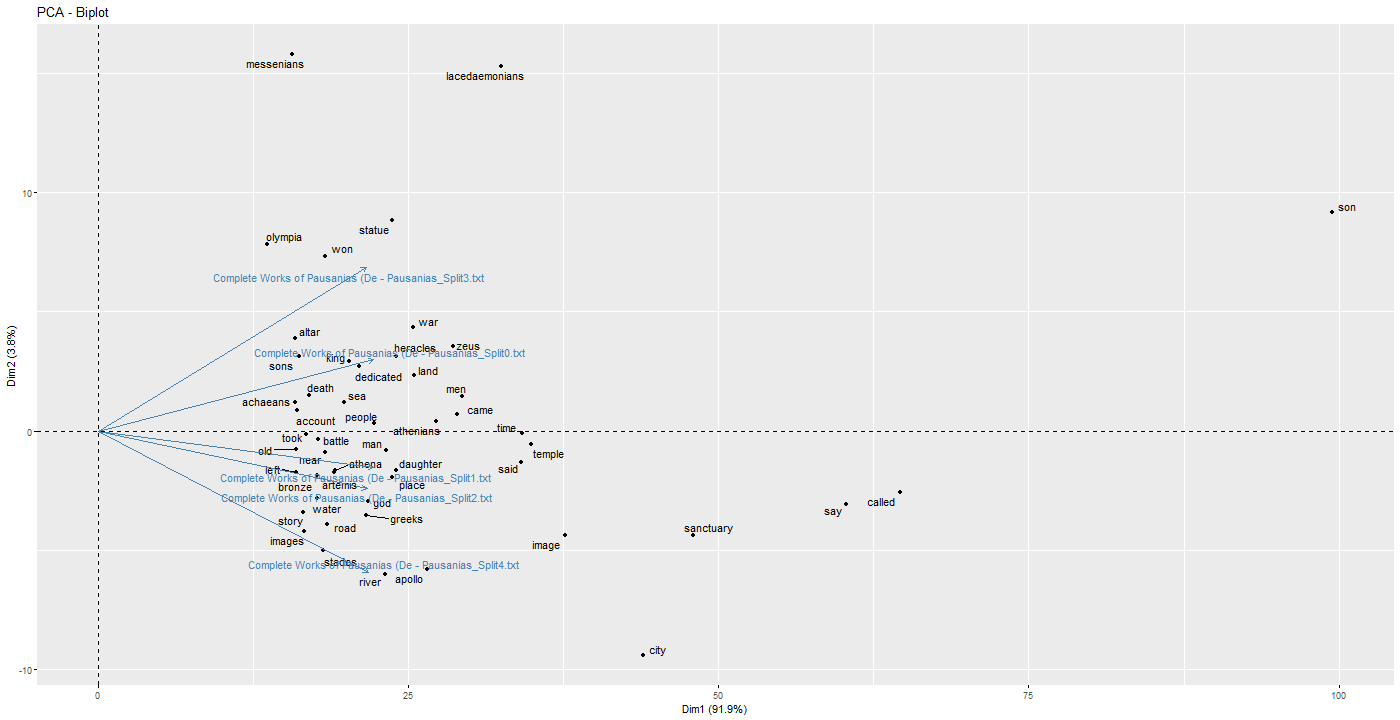 PCA - Biplot
messenians
lacedaemonians
son
statue
olympia
won
Complete Works of Pausanias (De - Pausanias_Split3.txt
war
altar
heracles
zeus
Complete Works of Pausanias (De - Pausanias_Split0.txt
king
sons
land
dedicated
death
men
sea
achaeans
came
people
account
athenians
time
took
battle
man
old
temple
near
athena
daughter
said
left
Complete Works of Pausanias (De - Pausanias_Split1.txt
bronze
artemis
place
Complete Works of Pausanias (De - Pausanias_Split2.txt
god
called
water
say
story
greeks
road
sanctuary
images
image
stades
Complete Works of Pausanias (De - Pausanias_Split4.txt
river
apollo
city
10
0
-10
Dim2 (3.8%)
0
25
50
75
100
Dim1 (91.9%)